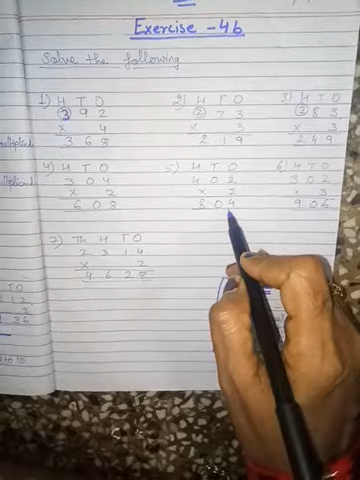 Exercise - 4b
Solve the following
1) H T O
③ 9 2
x 4
3 6 8
2) H T O
② 7 3
x 3
2 1 9
3) H T O
② 8 3
x 3
2 4 9
4) H T O
3 0 4
x 2
6 0 8
5) H T O
4 0 2
x 2
8 0 4
6) H T O
3 0 2
x 3
9 0 6
7) Th H T O
2 3 1 4
x 2
4 6 2 8